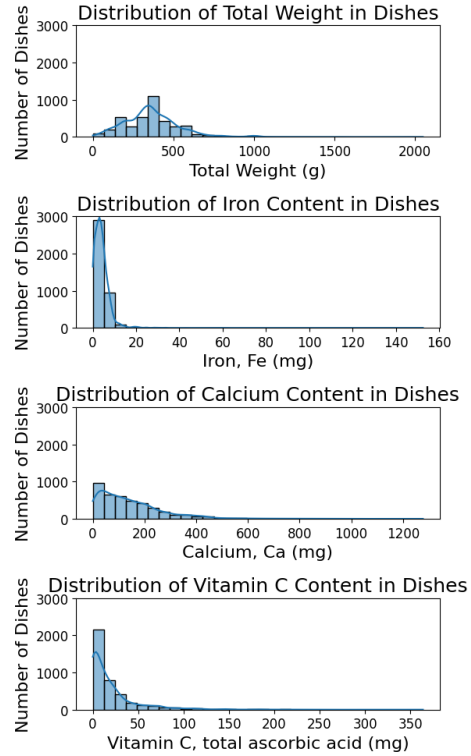 Distribution of Total Weight in Dishes
Number of Dishes
3000
2000
1000
0
0 500 1000 1500 2000
Total Weight (g)
Distribution of Iron Content in Dishes
Number of Dishes
3000
2000
1000
0
0 20 40 60 80 100 120 140 160
Iron, Fe (mg)
Distribution of Calcium Content in Dishes
Number of Dishes
3000
2000
1000
0
0 200 400 600 800 1000 1200
Calcium, Ca (mg)
Distribution of Vitamin C Content in Dishes
Number of Dishes
3000
2000
1000
0
0 50 100 150 200 250 300 350
Vitamin C, total ascorbic acid (mg)